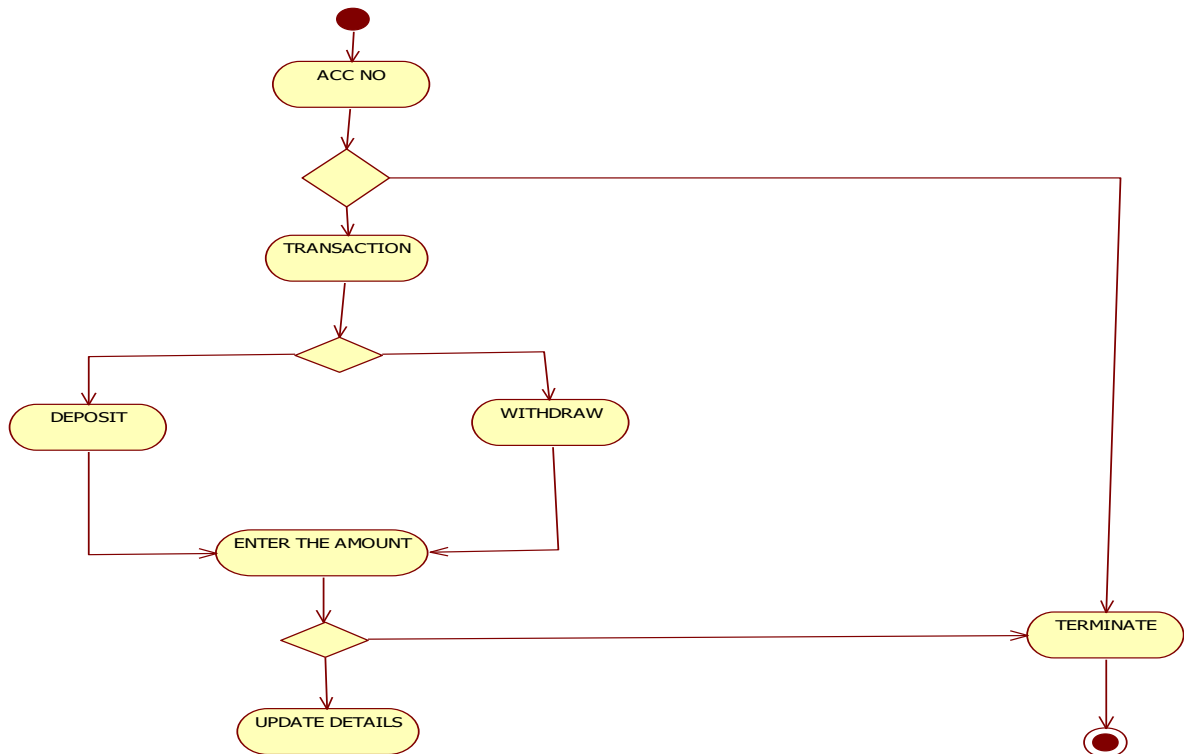 ACC NO
TRANSACTION
DEPOSIT
WITHDRAW
ENTER THE AMOUNT
TERMINATE
UPDATE DETAILS